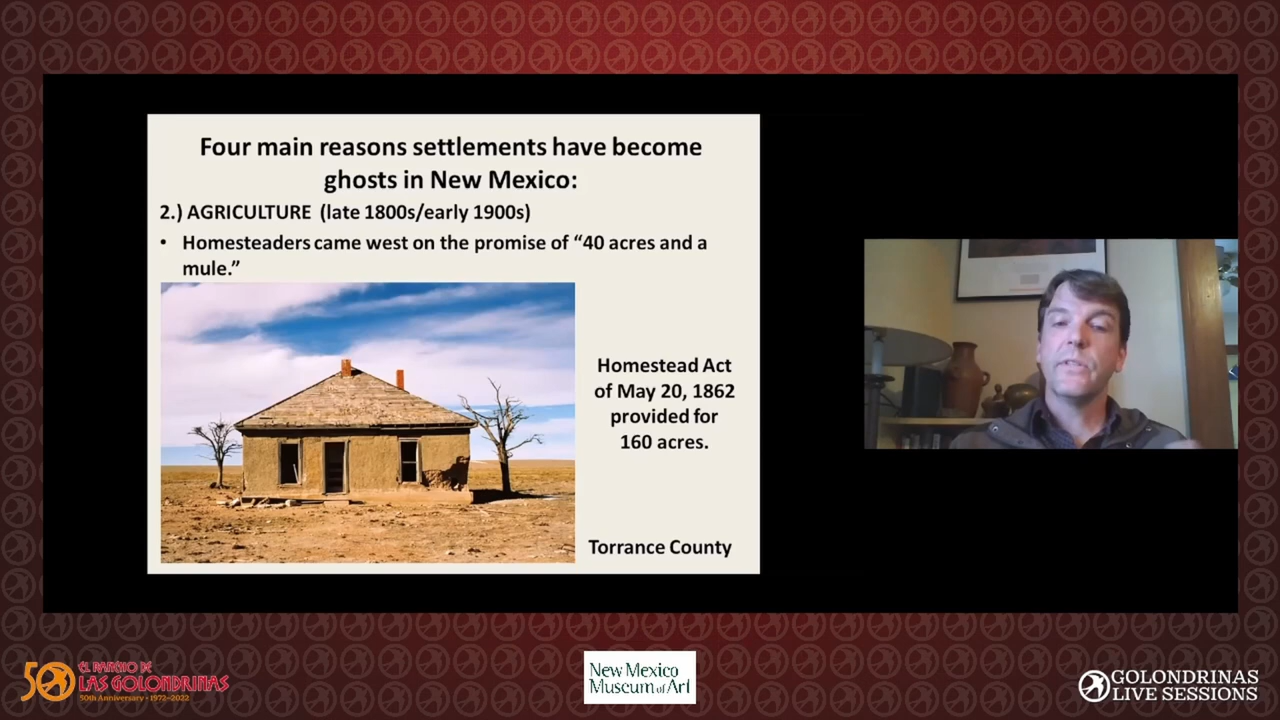 Four main reasons settlements have become
ghosts in New Mexico:
2.) AGRICULTURE (late 1800s/early 1900s)
• Homesteaders came west on the promise of “40 acres and a
mule.”
Homestead Act
of May 20, 1862
provided for
160 acres.
Torrance County
50
EL RANCHO DE
LAS GOLONDRINAS
50th Anniversary • 1972-2022
New Mexico
Museum of Art
GOLONDRINAS
LIVE SESSIONS